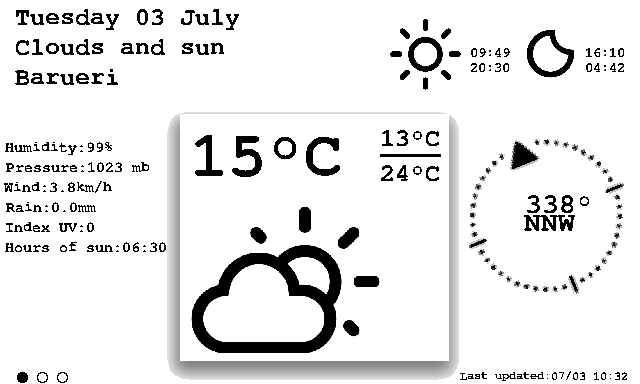 Tuesday 03 July
Clouds and sun
Barueri
09:49
20:30
16:10
04:42
Humidity:99%
Pressure:1023 mb
Wind:3.8km/h
Rain:0.0mm
Index UV:0
Hours of sun:06:30
15°C
13°C
24°C
338°
NNW
Last updated:07/03 10:32